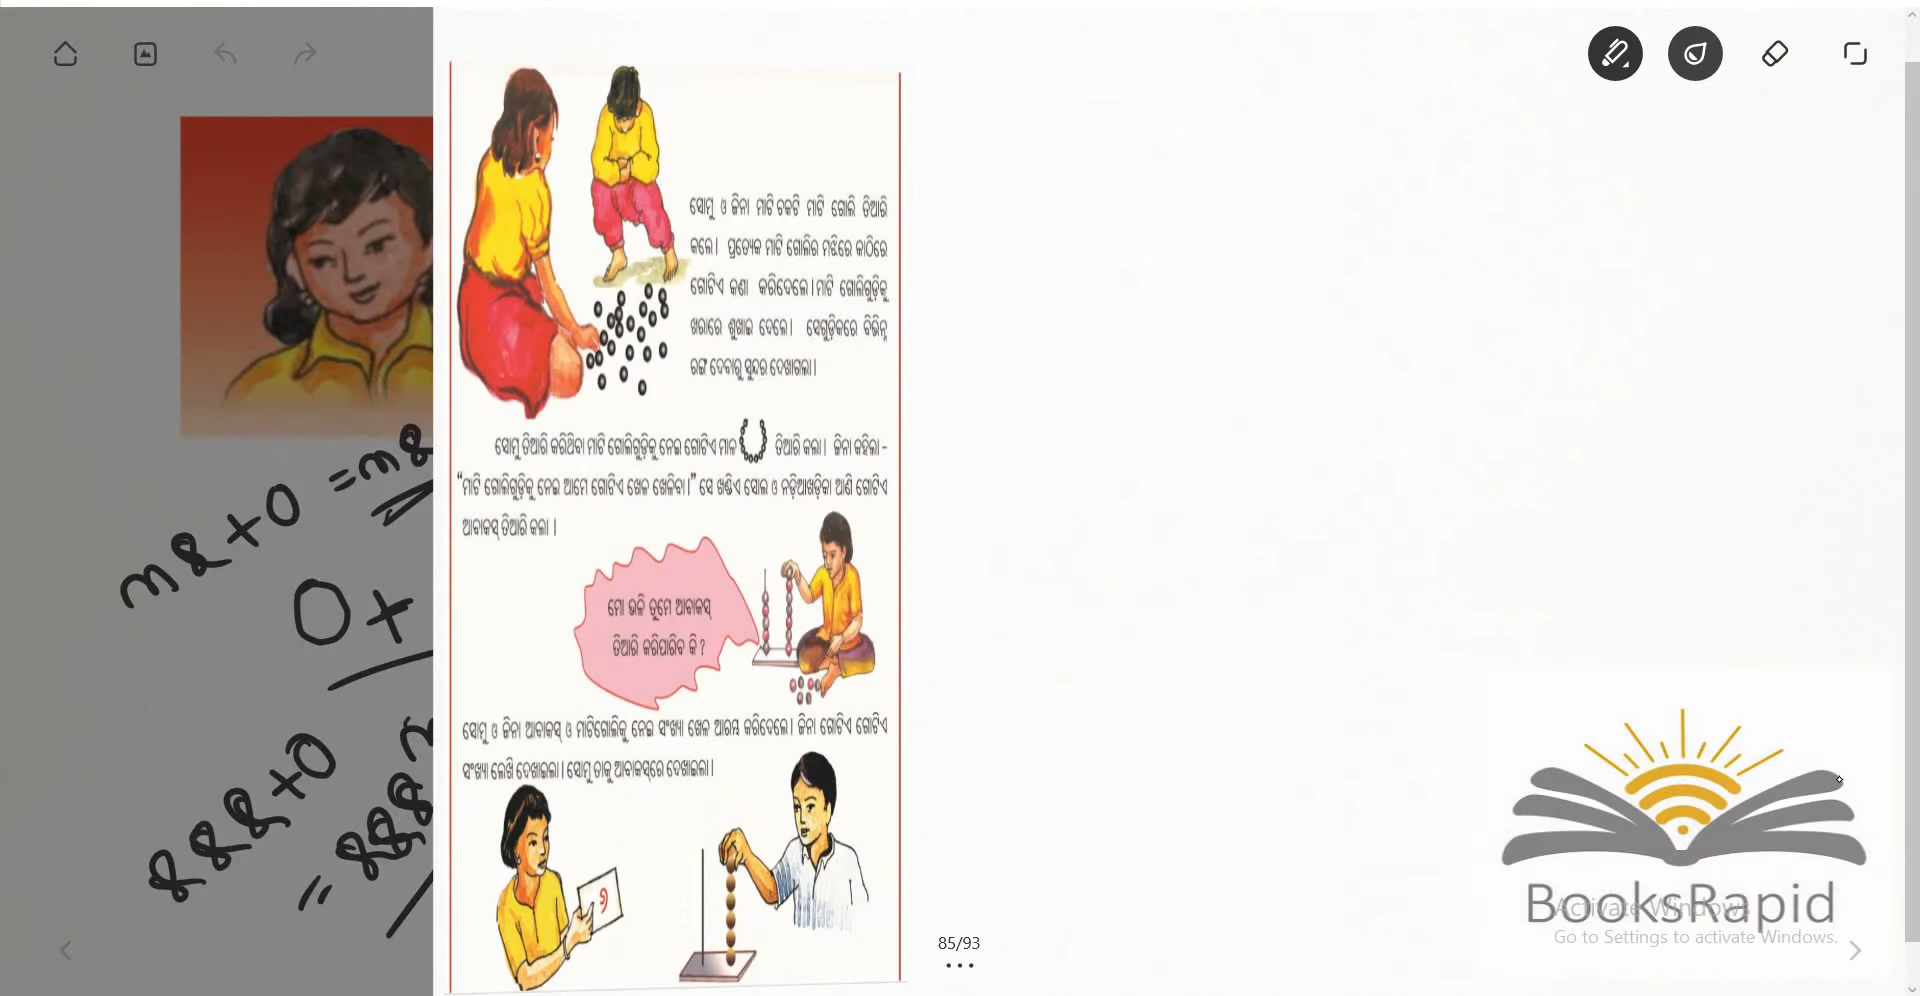 ସୋମୁ ଓ ଜିନା ମାଟି ଚକଟି ମାଟି ଗୋଲି ତିଆରି
କଲେ। ପ୍ରତ୍ୟେକ ମାଟି ଗୋଲିର ମଝିରେ କାଠିରେ
ଗୋଟିଏ କଣା କରିଦେଲେ। ମାଟି ଗୋଲିଗୁଡ଼ିକୁ
ଖରାରେ ଶୁଖାଇ ଦେଲେ। ସେଗୁଡ଼ିକରେ ବିଭିନ୍ନ
ରଙ୍ଗ ଦେବାରୁ ସୁନ୍ଦର ଦେଖାଗଲା।
ସୋମୁ ତିଆରି କରିଥିବା ମାଟି ଗୋଲିଗୁଡ଼ିକୁ ନେଇ ଗୋଟିଏ ମାଳ ତିଆରି କଲା। ଜିନା କହିଲା -
“ମାଟି ଗୋଲିଗୁଡ଼ିକୁ ନେଇ ଆମେ ଗୋଟିଏ ଖେଳ ଖେଳିବା।” ସେ ଖଣ୍ଡିଏ ସୋଲ ଓ ନଡ଼ିଆଖଡ଼ିକା ଆଣି ଗୋଟିଏ
ଆବାକସ୍ ତିଆରି କଲା।
ମୋ ଭଳି ତୁମେ ଆବାକସ୍
ତିଆରି କରିପାରିବ କି ?
ସୋମୁ ଓ ଜିନା ଆବାକସ୍ ଓ ମାଟିଗୋଲିକୁ ନେଇ ସଂଖ୍ୟା ଖେଳ ଆରମ୍ଭ କରିଦେଲେ। ଜିନା ଗୋଟିଏ ଗୋଟିଏ
ସଂଖ୍ୟା ଲେଖି ଦେଖାଇଲା। ସୋମୁ ତାକୁ ଆବାକସ୍‌ରେ ଦେଖାଇଲା।
୭
85/93
BooksRapid
Activate Windows
Go to Settings to activate Windows.